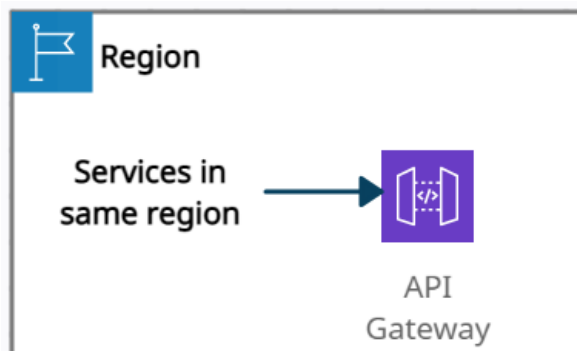 Region
Services in
same region
</>
API
Gateway